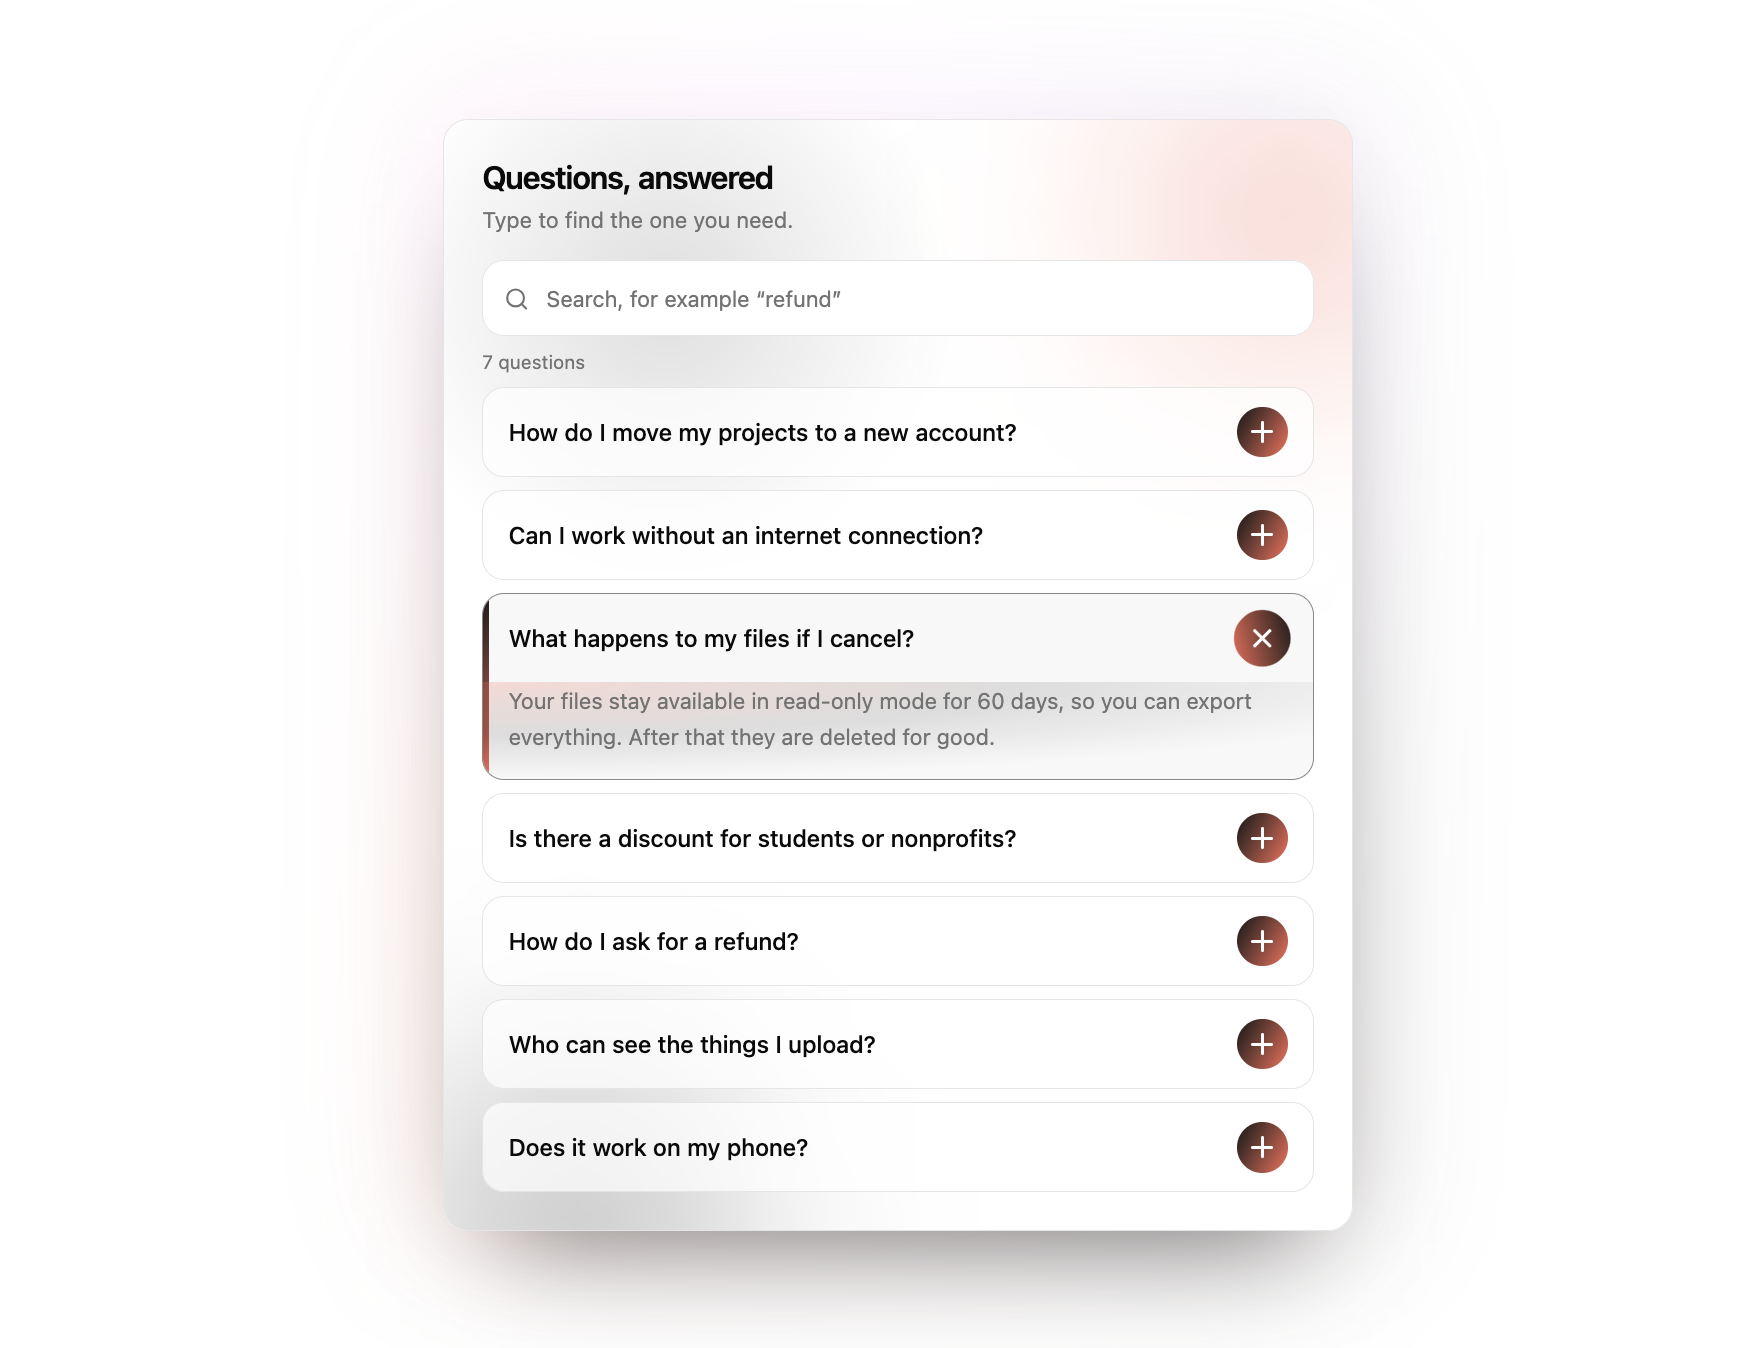 Questions, answered
Type to find the one you need.
Search, for example “refund”
7 questions
How do I move my projects to a new account?
Can I work without an internet connection?
What happens to my files if I cancel?
Your files stay available in read-only mode for 60 days, so you can export
everything. After that they are deleted for good.
Is there a discount for students or nonprofits?
How do I ask for a refund?
Who can see the things I upload?
Does it work on my phone?